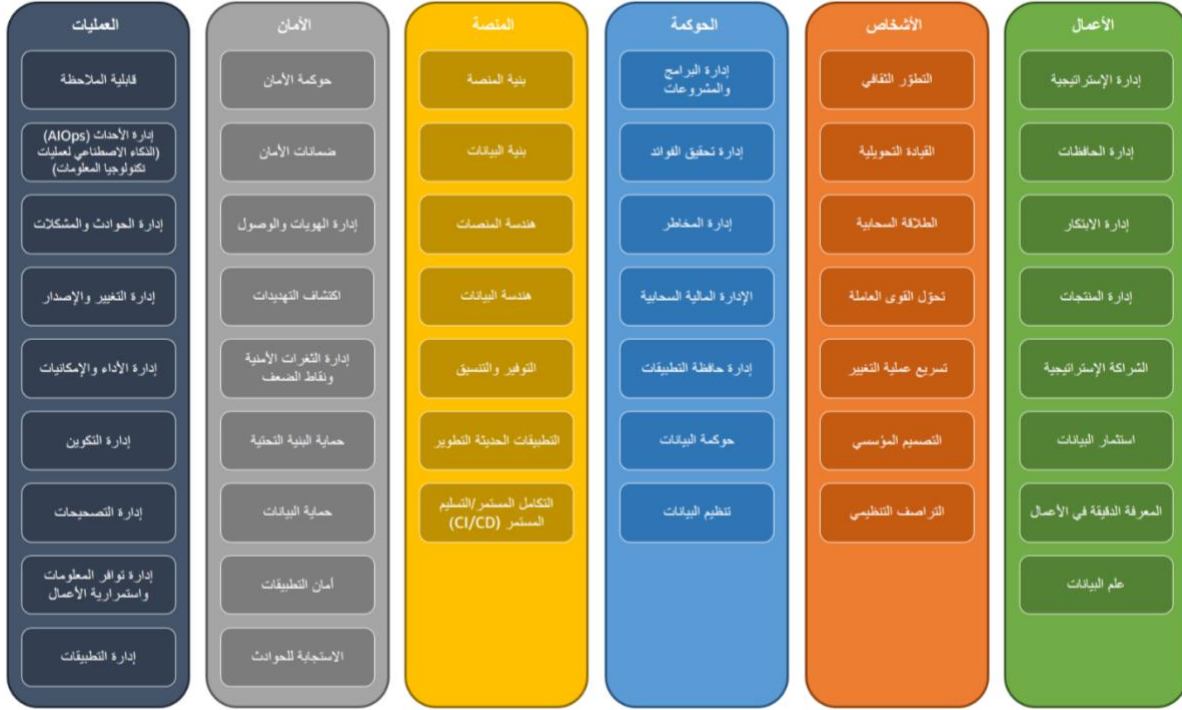 الأعمال
إدارة الإستراتيجية
إدارة الحافظات
إدارة الابتكار
إدارة المنتجات
الشراكة الإستراتيجية
استثمار البيانات
المعرفة الدقيقة في الأعمال
علم البيانات
الأشخاص
التطوّر الثقافي
القيادة التحويلية
الطلاقة السحابية
تحوّل القوى العاملة
تسريع عملية التغيير
التصميم المؤسسي
التراصف التنظيمي
الحوكمة
إدارة البرامج
والمشروعات
إدارة تحقيق الفوائد
إدارة المخاطر
الإدارة المالية السحابية
إدارة حافظة التطبيقات
حوكمة البيانات
تنظيم البيانات
المنصة
بنية المنصة
بنية البيانات
هندسة المنصات
هندسة البيانات
التوفير والتنسيق
التطبيقات الحديثة التطوير
التكامل المستمر/التسليم
المستمر (CI/CD)
الأمان
حوكمة الأمان
ضمانات الأمان
إدارة الهويات والوصول
اكتشاف التهديدات
إدارة الثغرات الأمنية
ونقاط الضعف
حماية البنية التحتية
حماية البيانات
أمان التطبيقات
الاستجابة للحوادث
العمليات
قابلية الملاحظة
إدارة الأحداث (AIOps)
(الذكاء الاصطناعي لعمليات
تكنولوجيا المعلومات)
إدارة الحوادث والمشكلات
إدارة التغيير والإصدار
إدارة الأداء والإمكانيات
إدارة التكوين
إدارة التصحيحات
إدارة توافر المعلومات
واستمرارية الأعمال
إدارة التطبيقات